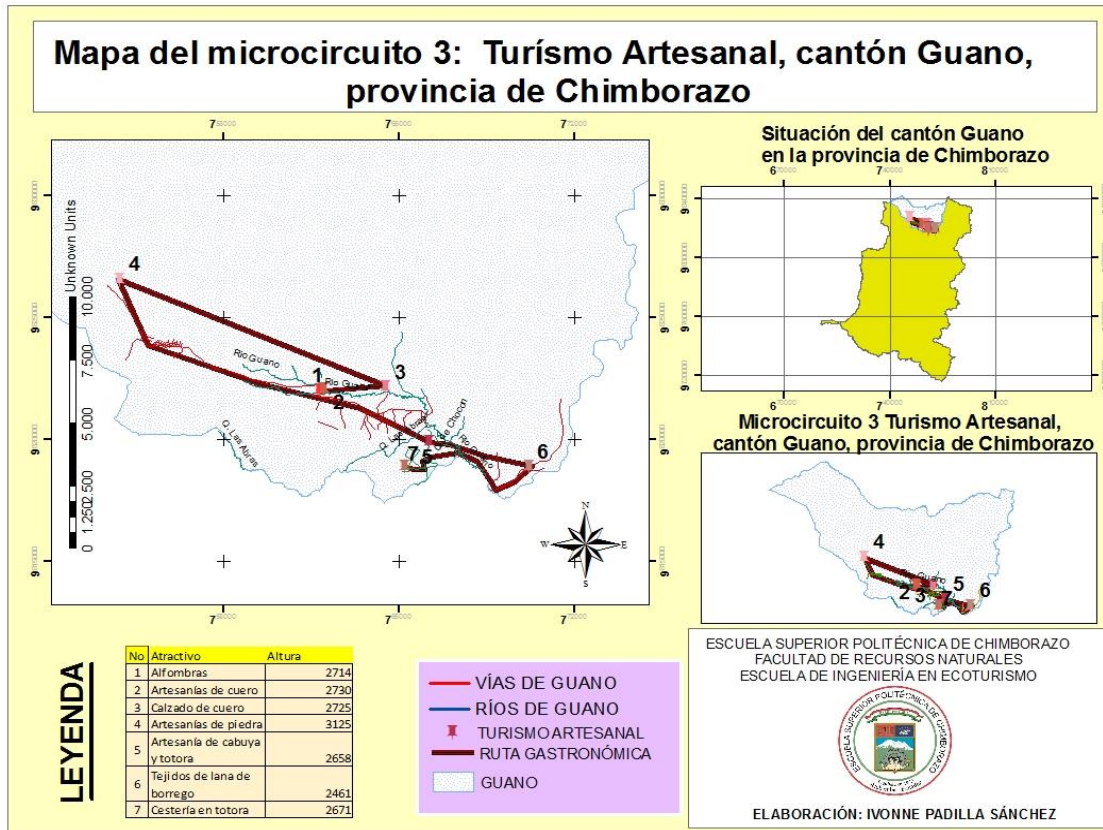 Mapa del microcircuito 3: Turísmo Artesanal, cantón Guano,
provincia de Chimborazo
Unknown Units
10.000
7.500
5.000
2.500
1.250
0
4
Río Guano
1
2
3
Q. Las Abras
7
5
6
N
W
E
S
Situación del cantón Guano
en la provincia de Chimborazo
Microcircuito 3 Turismo Artesanal,
cantón Guano, provincia de Chimborazo
4
2
3
7
5
6
LEYENDA
No Atractivo Altura
1 Alfombras 2714
2 Artesanías de cuero 2730
3 Calzado de cuero 2725
4 Artesanías de piedra 3125
5 Artesanía de cabuya
y totora 2658
6 Tejidos de lana de
borrego 2461
7 Cestería en totora 2671
VÍAS DE GUANO
RÍOS DE GUANO
TURISMO ARTESANAL
RUTA GASTRONÓMICA
GUANO
ESCUELA SUPERIOR POLITÉCNICA DE CHIMBORAZO
FACULTAD DE RECURSOS NATURALES
ESCUELA DE INGENIERÍA EN ECOTURISMO
ESCUELA SUPERIOR POLITÉCNICA DE CHIMBORAZO
ELABORACIÓN: IVONNE PADILLA SÁNCHEZ